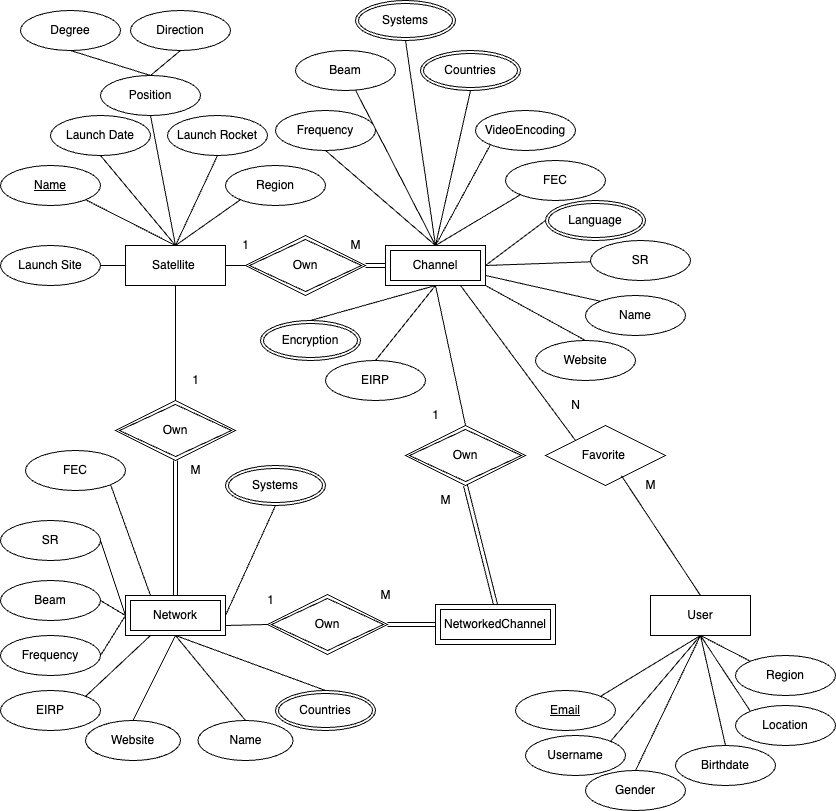 Systems
Degree
Direction
Beam
Countries
Position
Launch Date
Launch Rocket
Frequency
VideoEncoding
Name
Region
FEC
Language
1
M
Launch Site
Satellite
Own
Channel
SR
Name
Encryption
Website
EIRP
1
N
1
Own
Favorite
Own
M
FEC
Systems
M
M
SR
Beam
1
M
Network
Own
NetworkedChannel
User
Frequency
Region
EIRP
Countries
Email
Website
Name
Location
Username
Birthdate
Gender